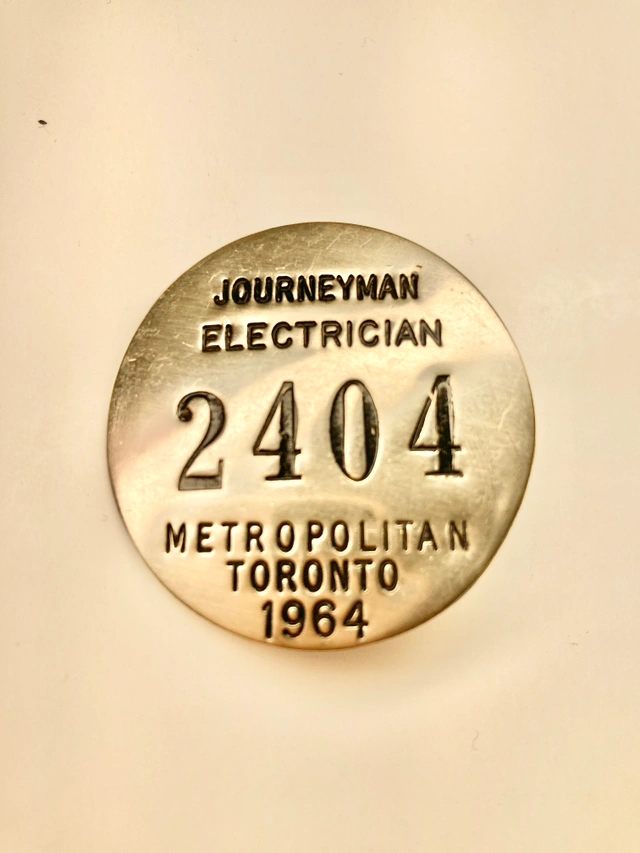 JOURNEYMAN
ELECTRICIAN
2404
METROPOLITAN
TORONTO
1964